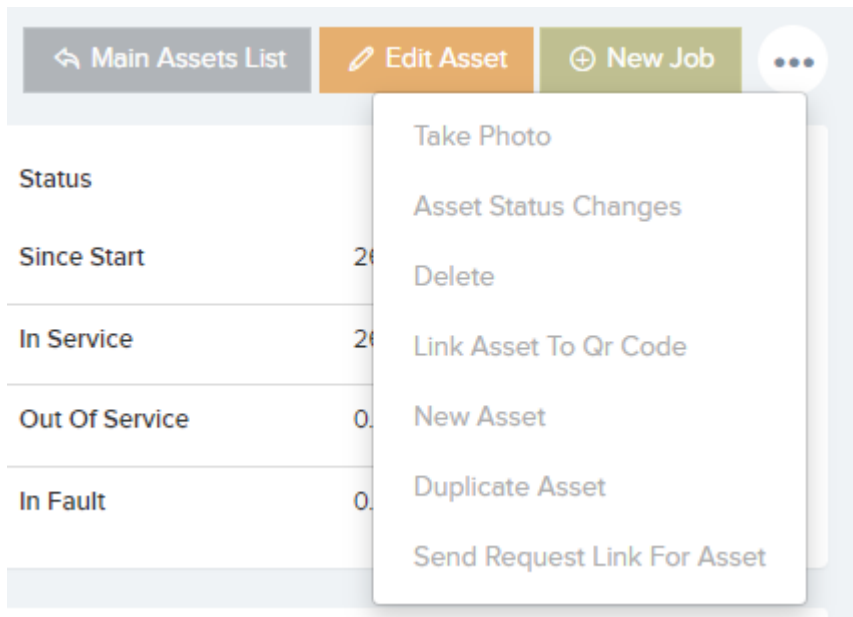 Main Assets List
Edit Asset
New Job
Take Photo
Status
Asset Status Changes
Since Start
Delete
In Service
Link Asset To Qr Code
Out Of Service
New Asset
Duplicate Asset
In Fault
Send Request Link For Asset